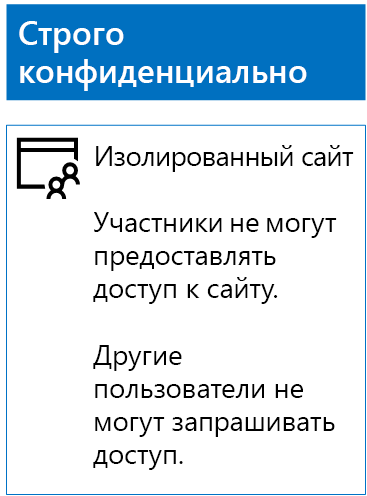 Строго
конфиденциально
Изолированный сайт
Участники не могут
предоставлять
доступ к сайту.
Другие
пользователи не
могут запрашивать
доступ.